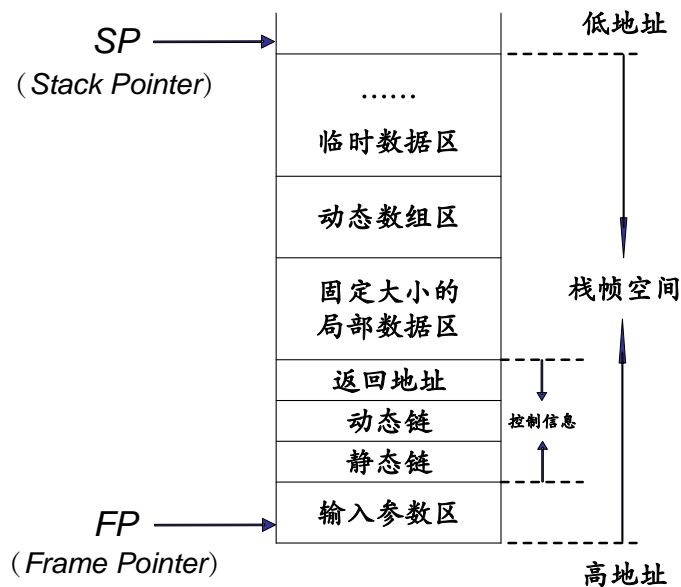 SP
(Stack Pointer)
低地址
……
临时数据区
动态数组区
固定大小的
局部数据区
栈帧空间
返回地址
动态链
控制信息
静态链
输入参数区
FP
(Frame Pointer)
高地址